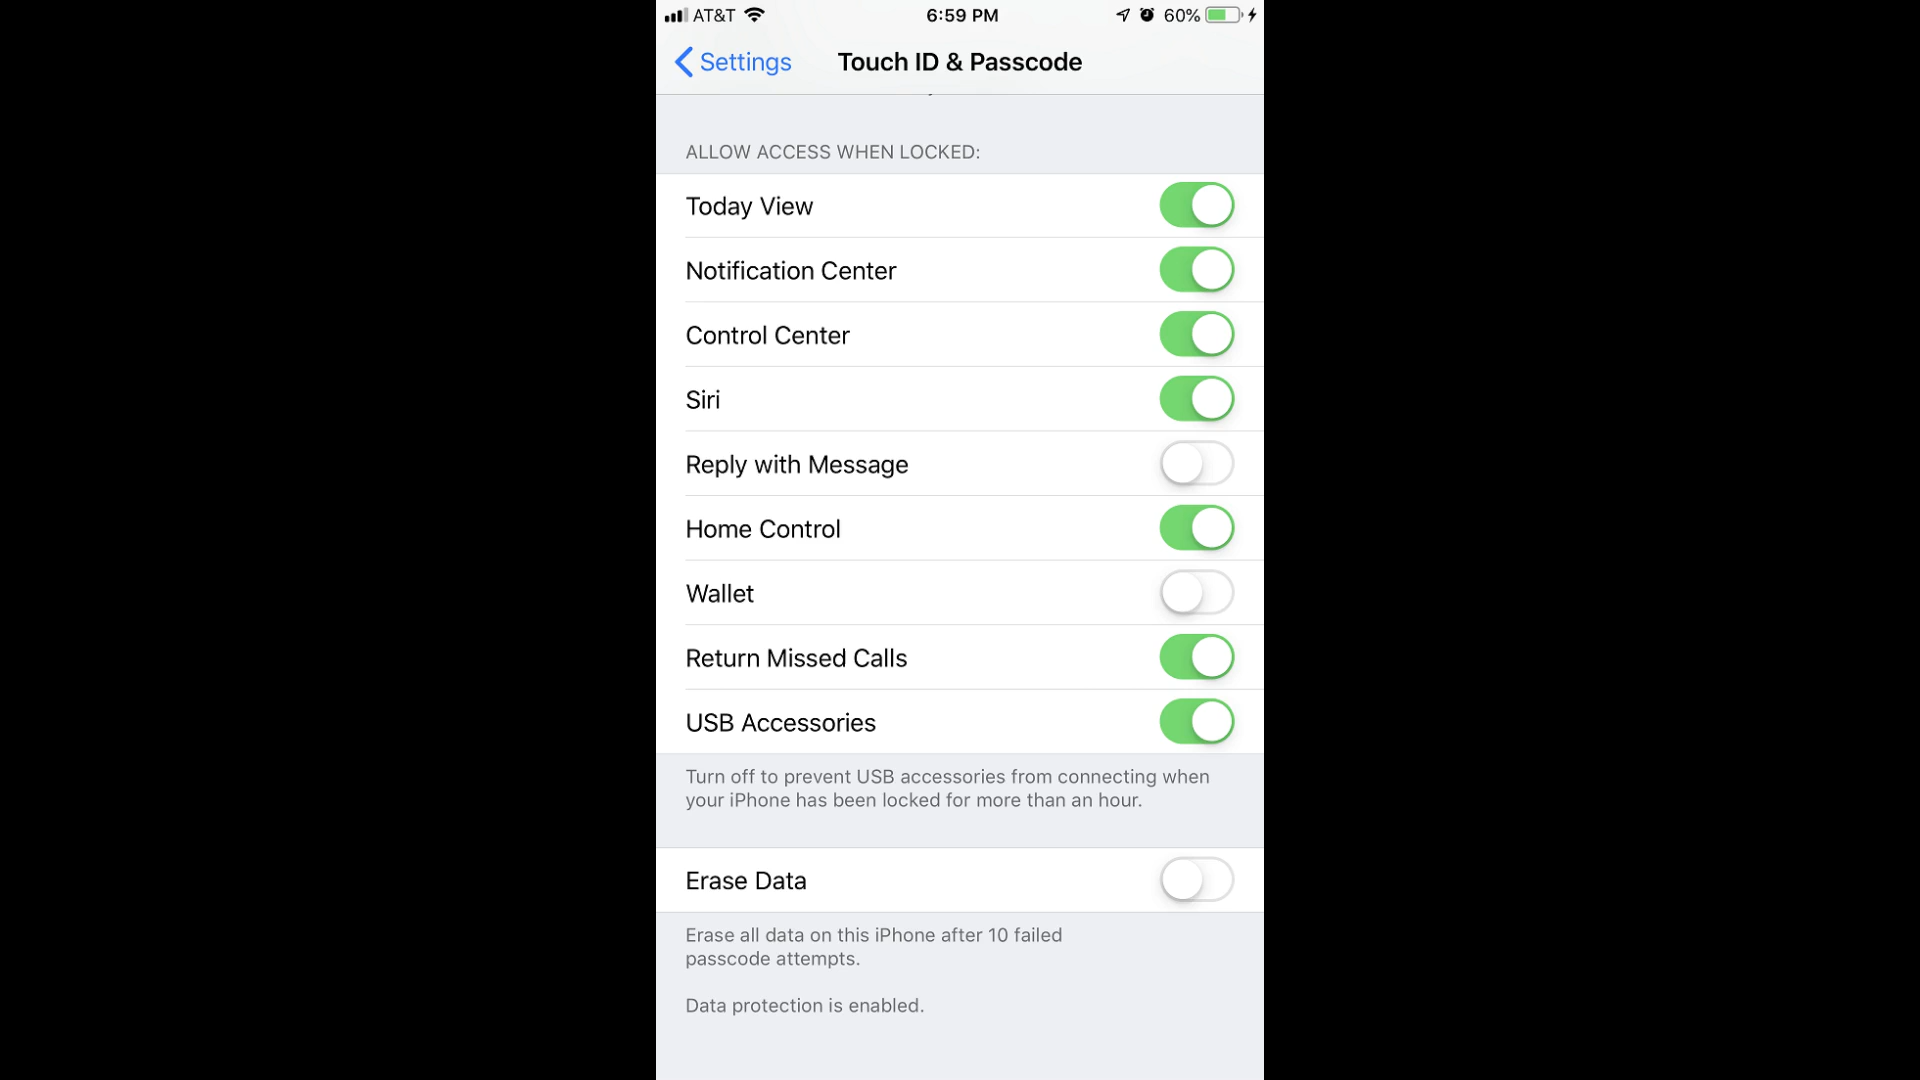 AT&T 6:59 PM 60%
Settings Touch ID & Passcode
ALLOW ACCESS WHEN LOCKED:
Today View
Notification Center
Control Center
Siri
Reply with Message
Home Control
Wallet
Return Missed Calls
USB Accessories
Turn off to prevent USB accessories from connecting when
your iPhone has been locked for more than an hour.
Erase Data
Erase all data on this iPhone after 10 failed
passcode attempts.
Data protection is enabled.